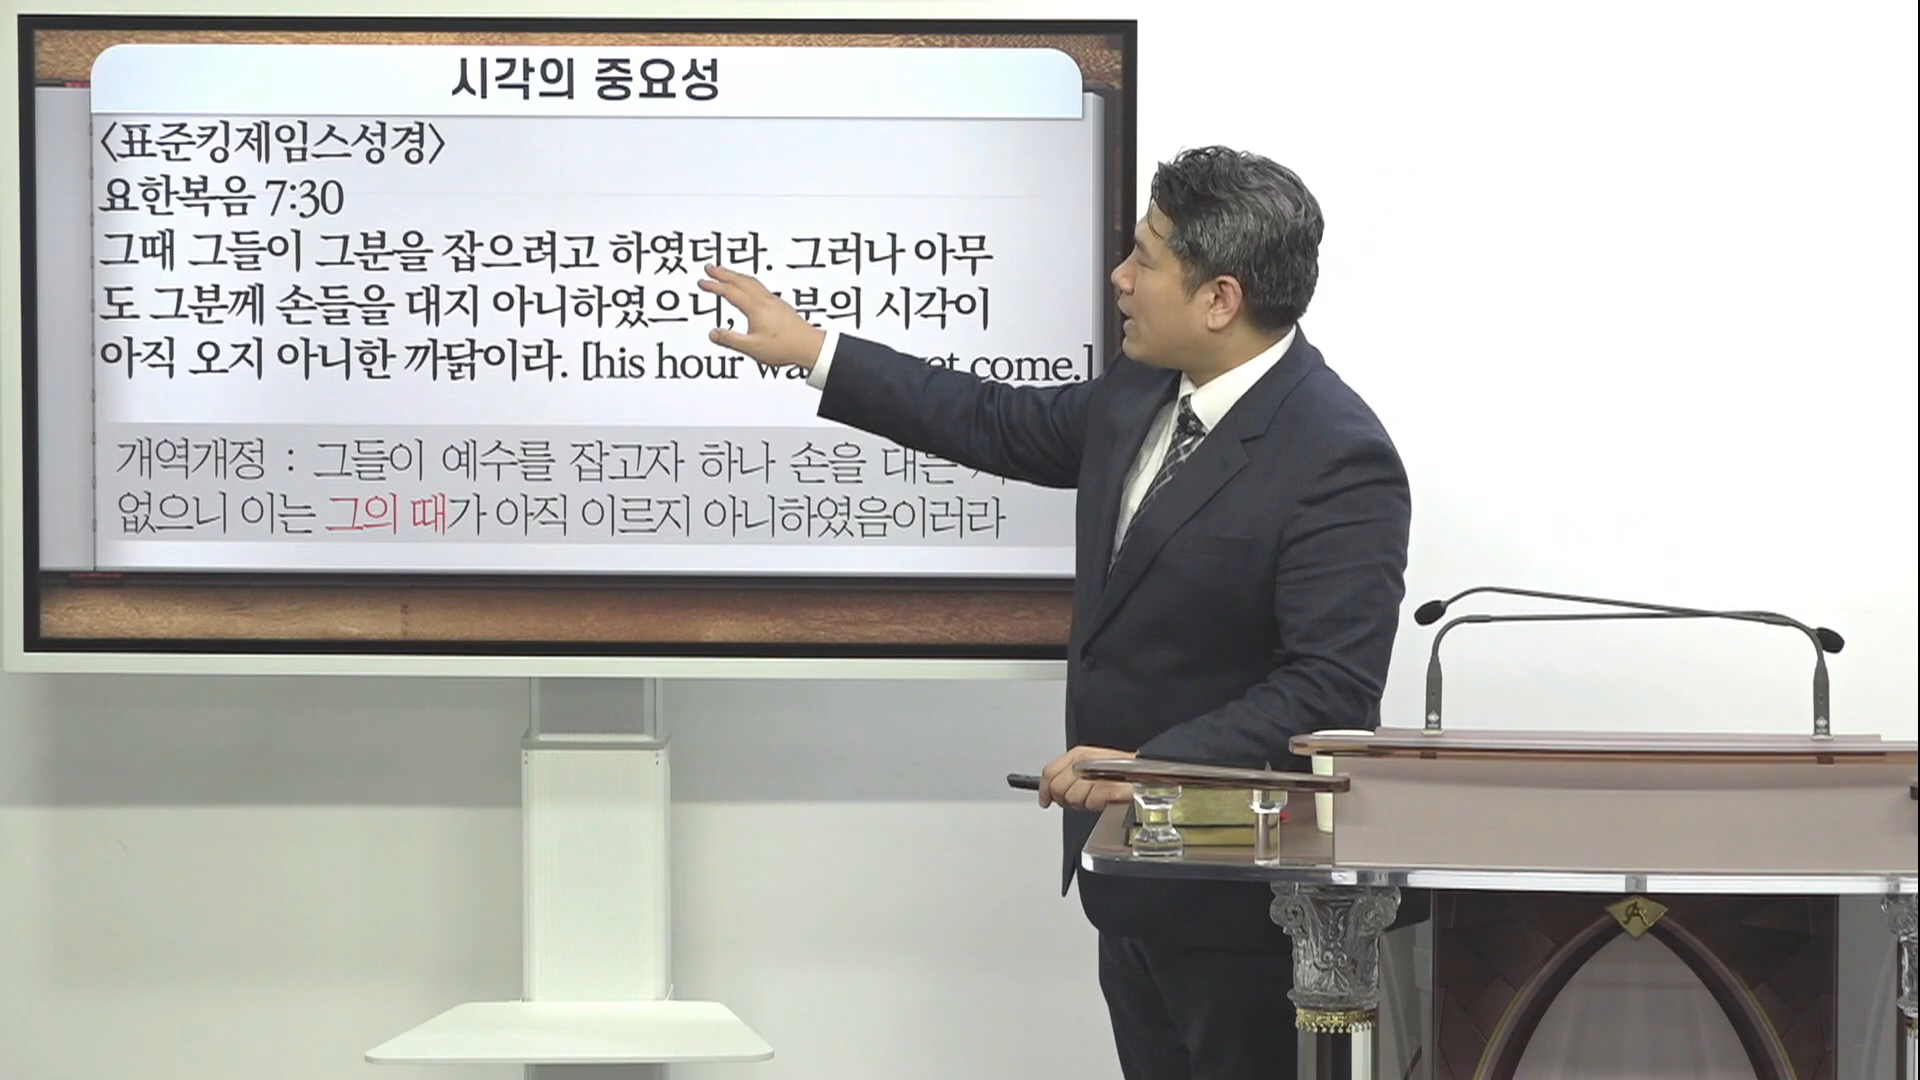 시각의 중요성
<표준킹제임스성경>
요한복음 7:30
그때 그들이 그분을 잡으려고 하였더라. 그러나 아무
도 그분께 손들을 대지 아니하였으니, 시각이
아직 오지 아니한 까닭이라. [his hour come.]
개역개정 : 그들이 예수를 잡고자 하나 손을
없으니 이는 그의 때가 아직 이르지 아니하였음이러라